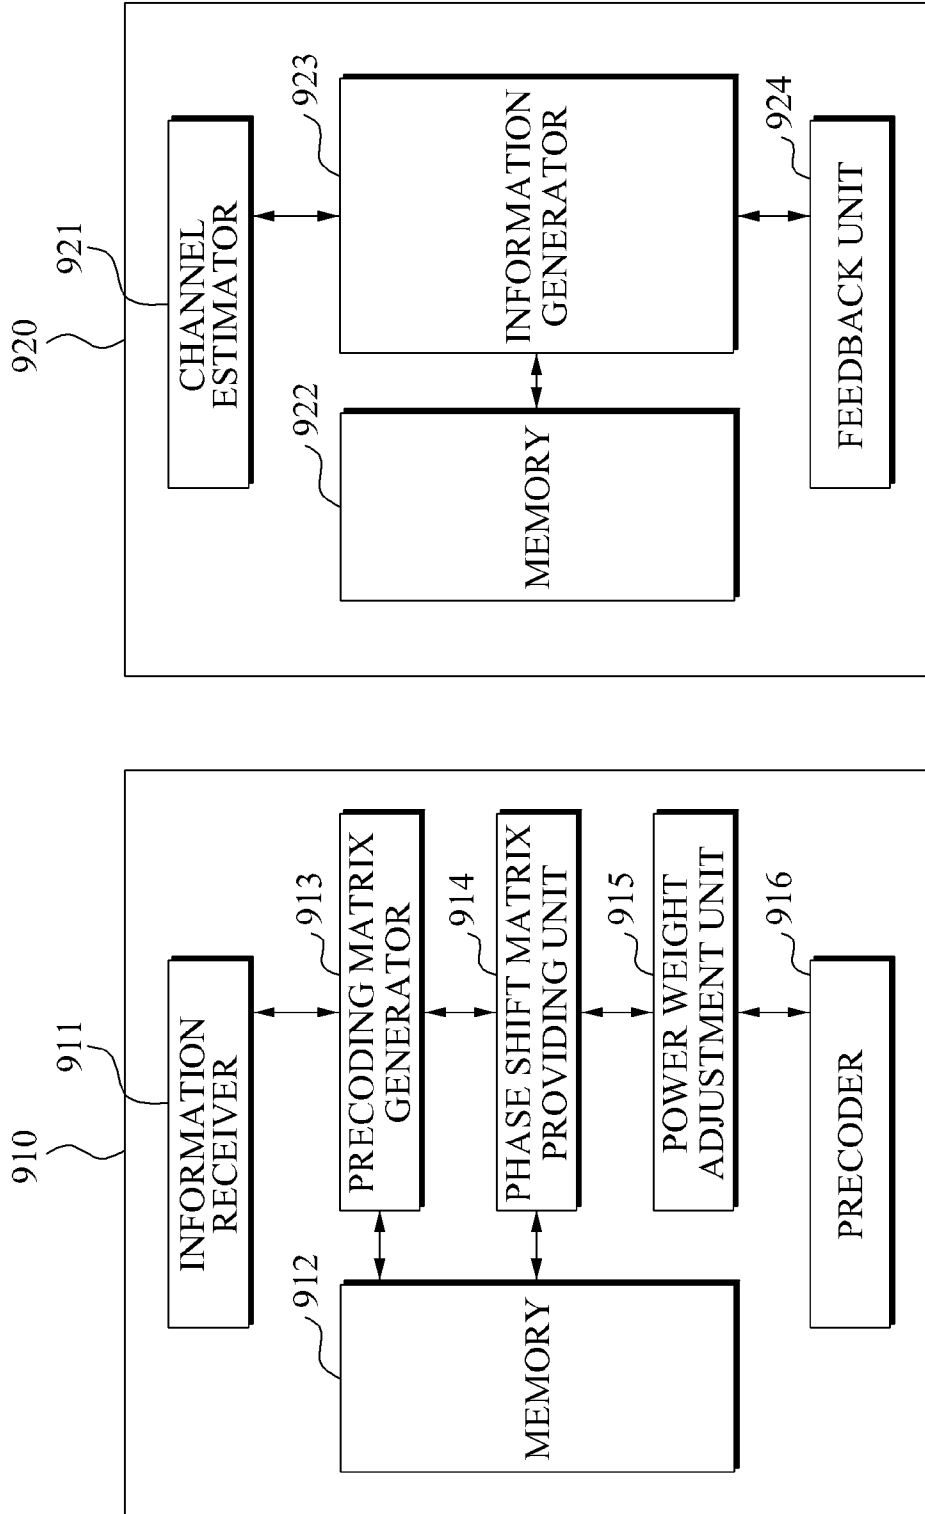 910
911
INFORMATION
RECEIVER
912
MEMORY
913
PRECODING MATRIX
GENERATOR
914
PHASE SHIFT MATRIX
PROVIDING UNIT
915
POWER WEIGHT
ADJUSTMENT UNIT
916
PRECODER
920
921
CHANNEL
ESTIMATOR
922
MEMORY
923
INFORMATION
GENERATOR
924
FEEDBACK UNIT